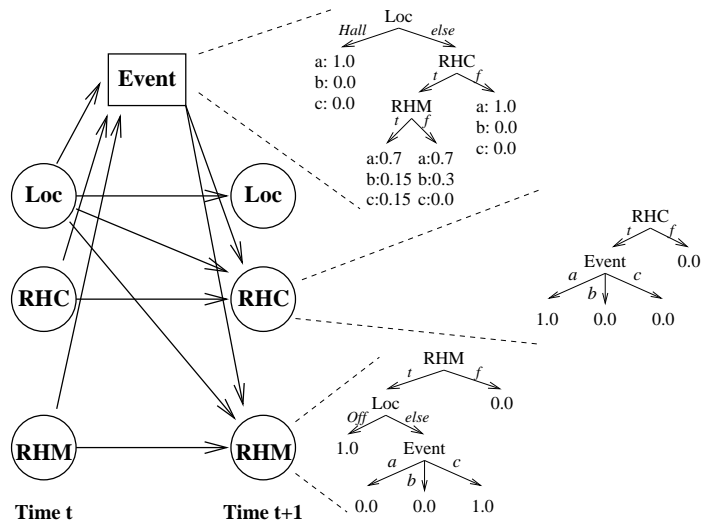 Loc
Hall else
Event
a: 1.0
b: 0.0
c: 0.0
RHC
t f
RHM
t f
a: 1.0
b: 0.0
c: 0.0
a:0.7 a:0.7
b:0.15 b:0.3
c:0.15 c:0.0
Loc
Loc
RHC
t f
Event
0.0
a b c
1.0 0.0 0.0
RHC
RHC
RHM
t f
Loc
0.0
Off else
1.0
Event
a b c
0.0 0.0 1.0
RHM
RHM
Time t
Time t+1